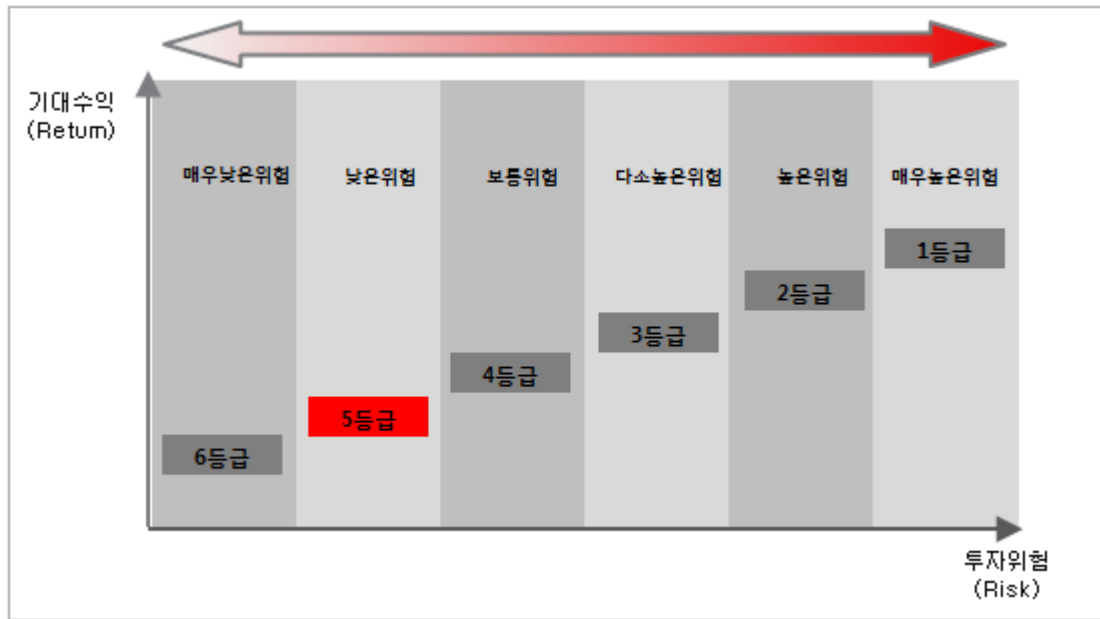 기대수익
(Return)
매우낮은위험 낮은위험 보통위험 다소높은위험 높은위험 매우높은위험
1등급
2등급
3등급
4등급
5등급
6등급
투자위험
(Risk)